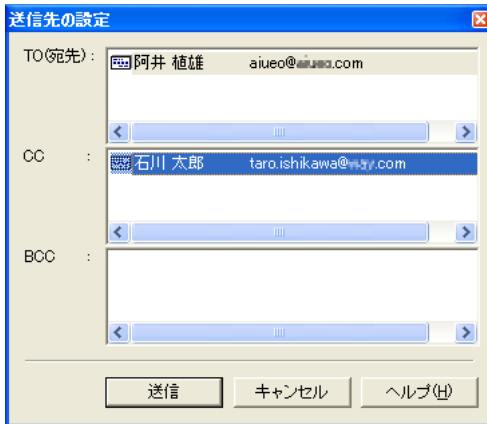 送信先の設定
TO(宛先):
阿井 植雄 aiueo@ .com
CC :
石川 太郎 taro.ishikawa@ .com
BCC :
送信 キャンセル ヘルプ(H)